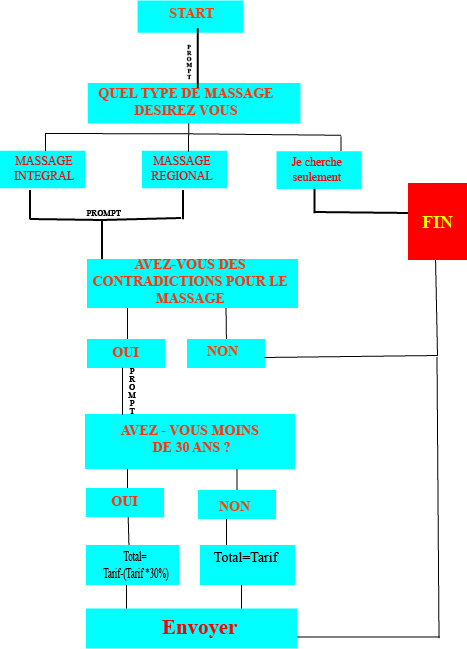 START
PROMPT
QUEL TYPE DE MASSAGE
DESIREZ VOUS
MASSAGE
INTEGRAL
MASSAGE
REGIONAL
Je cherche
seulement
PROMPT
FIN
AVEZ-VOUS DES
CONTRADICTIONS POUR LE
MASSAGE
OUI
NON
PROMPT
AVEZ - VOUS MOINS
DE 30 ANS ?
OUI
NON
Total=
Tarif-(Tarif *30%)
Total=Tarif
Envoyer